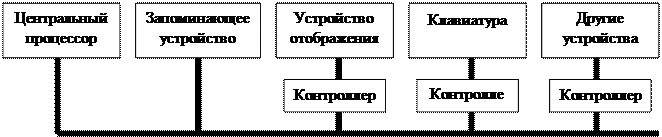 Центральный
процессор
Запоминающее
устройство
Устройство
отображения
Клавиатура
Другие
устройства
Контроллер
Контролле
Контроллер